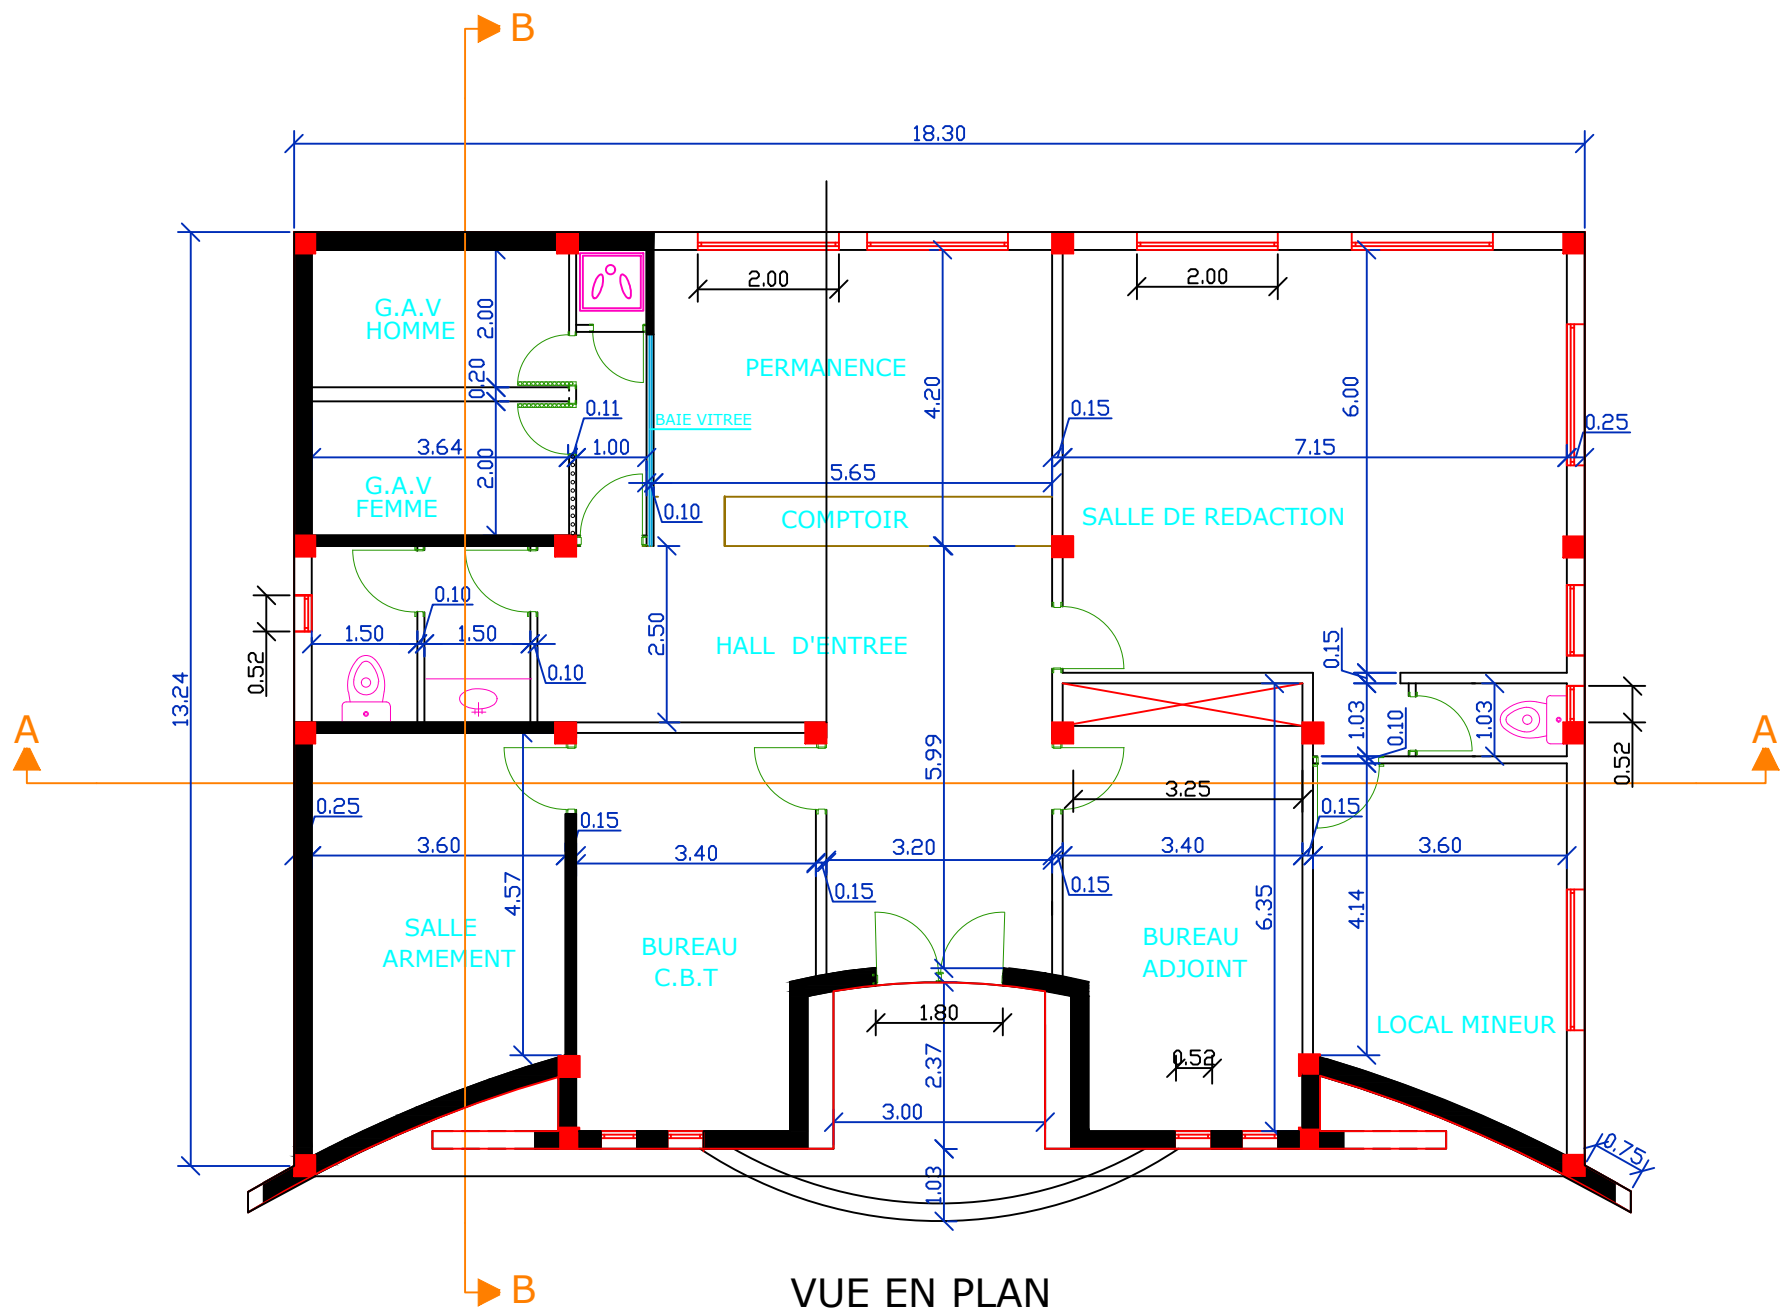 B
18.30
2.00
2.00
G.A.V
HOMME
2.00
PERMANENCE
0.20
4.20
6.00
0.11
BAIE VITREE
0.15
0.25
3.64
1.00
7.15
2.00
5.65
G.A.V
FEMME
0.10
COMPTOIR
SALLE DE REDACTION
0.10
1.50
1.50
2.50
HALL  D'ENTREE
0.15
0.52
0.10
13.24
A
A
5.99
1.03
0.10
1.03
0.52
3.25
0.25
0.15
0.15
3.60
3.40
3.20
3.40
3.60
4.57
0.15
0.15
6.35
4.14
SALLE
ARMEMENT
BUREAU
C.B.T
BUREAU
ADJOINT
1.80
LOCAL MINEUR
2.37
0.52
3.00
0.75
1.03
B
VUE EN PLAN